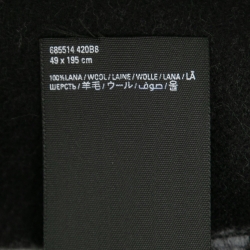 685514 420B8
49 x 195 cm
100%LANA / WOOL / LAINE / WOLLE / LANA / LÃ
ШЕРСТЬ / 羊毛 / ウール / صوف / 울